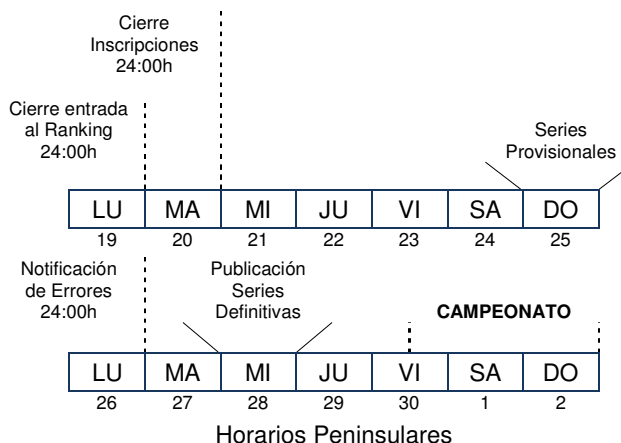 Cierre
Inscripciones
24:00h
Cierre entrada
al Ranking
24:00h
Series
Provisionales
LU MA MI JU VI SA DO
19 20 21 22 23 24 25
Notificación
de Errores
24:00h
Publicación
Series
Definitivas
CAMPEONATO
LU MA MI JU VI SA DO
26 27 28 29 30 1 2
Horarios Peninsulares